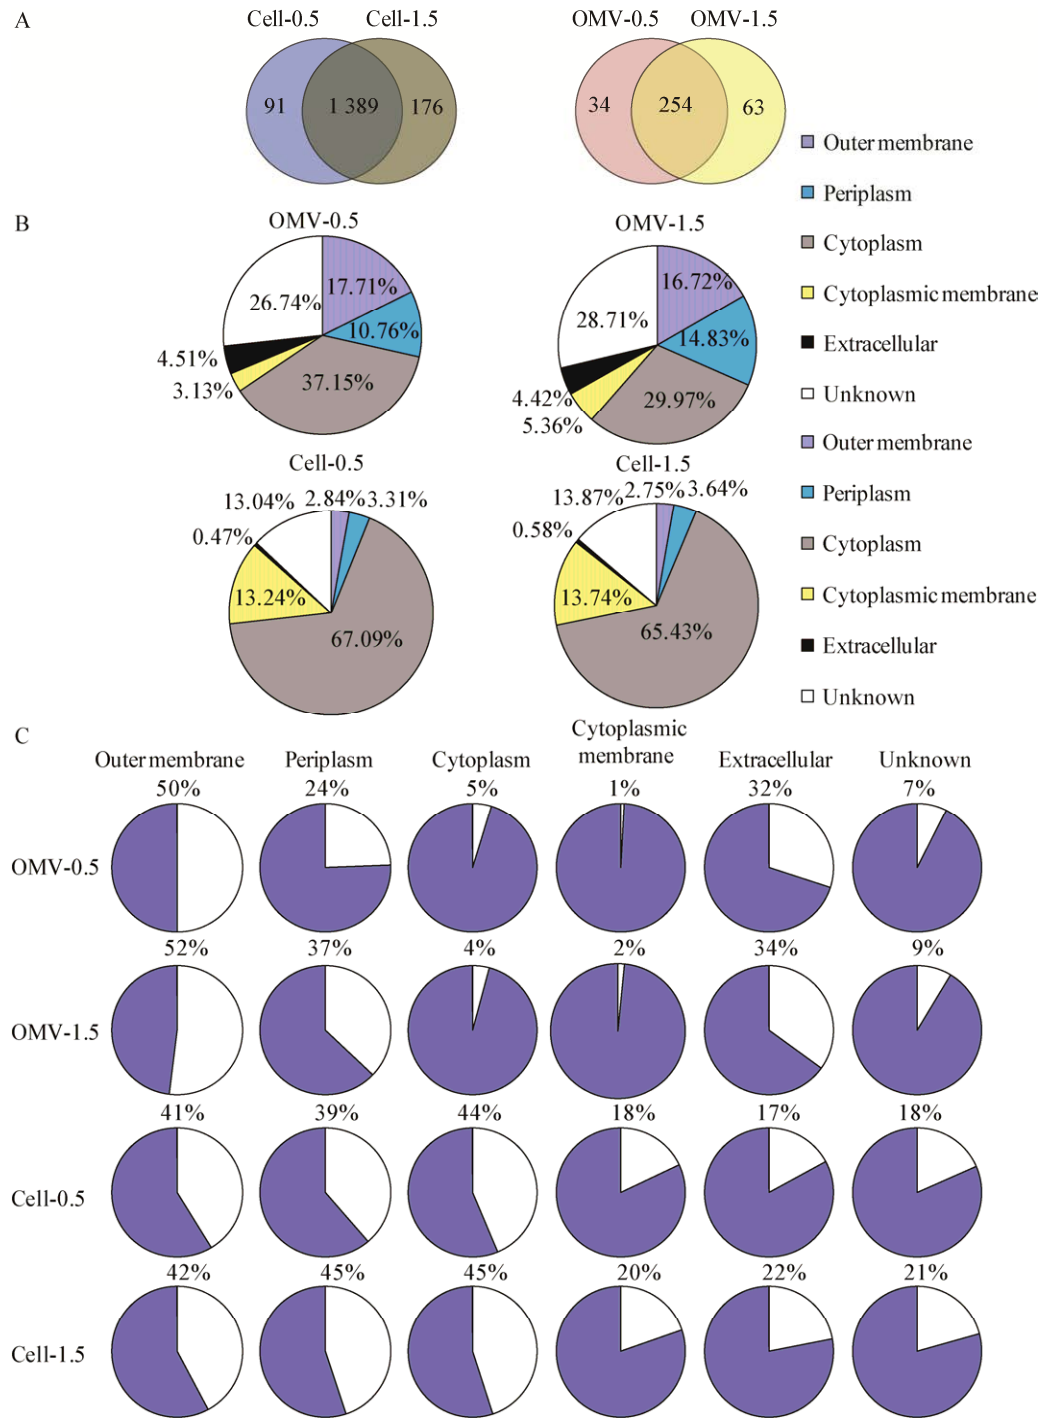 A
Cell-0.5 Cell-1.5 OMV-0.5 OMV-1.5
91 1 389 176 34 254 63
B
OMV-0.5
17.71%
10.76%
37.15%
3.13%
4.51%
26.74%
OMV-1.5
16.72%
14.83%
29.97%
5.36%
4.42%
28.71%
Cell-0.5
2.84%
3.31%
67.09%
13.24%
0.47%
13.04%
Cell-1.5
2.75%
3.64%
65.43%
13.74%
0.58%
13.87%
Outer membrane
Periplasm
Cytoplasm
Cytoplasmic membrane
Extracellular
Unknown
Outer membrane
Periplasm
Cytoplasm
Cytoplasmic membrane
Extracellular
Unknown
C
Outer membrane Periplasm Cytoplasm Cytoplasmic
membrane Extracellular Unknown
50% 24% 5% 1% 32% 7%
OMV-0.5
52% 37% 4% 2% 34% 9%
OMV-1.5
41% 39% 44% 18% 17% 18%
Cell-0.5
42% 45% 45% 20% 22% 21%
Cell-1.5